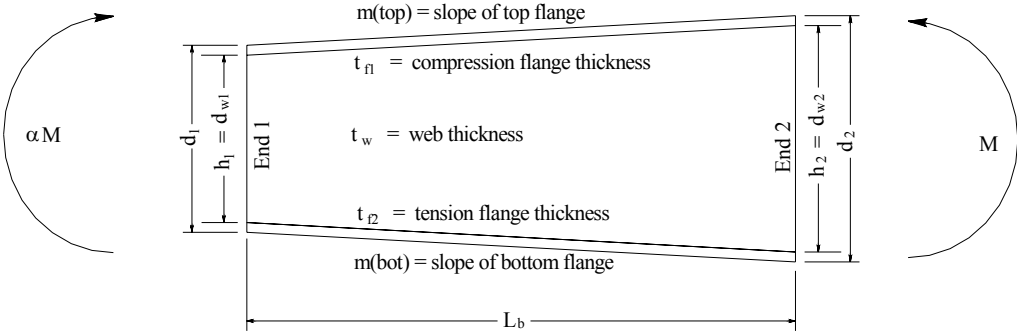 m(top) = slope of top flange
t f1 = compression flange thickness
αM
d1
h1 = dw1
End 1
tw = web thickness
End 2
h2 = dw2
d2
M
t f2 = tension flange thickness
m(bot) = slope of bottom flange
Lb